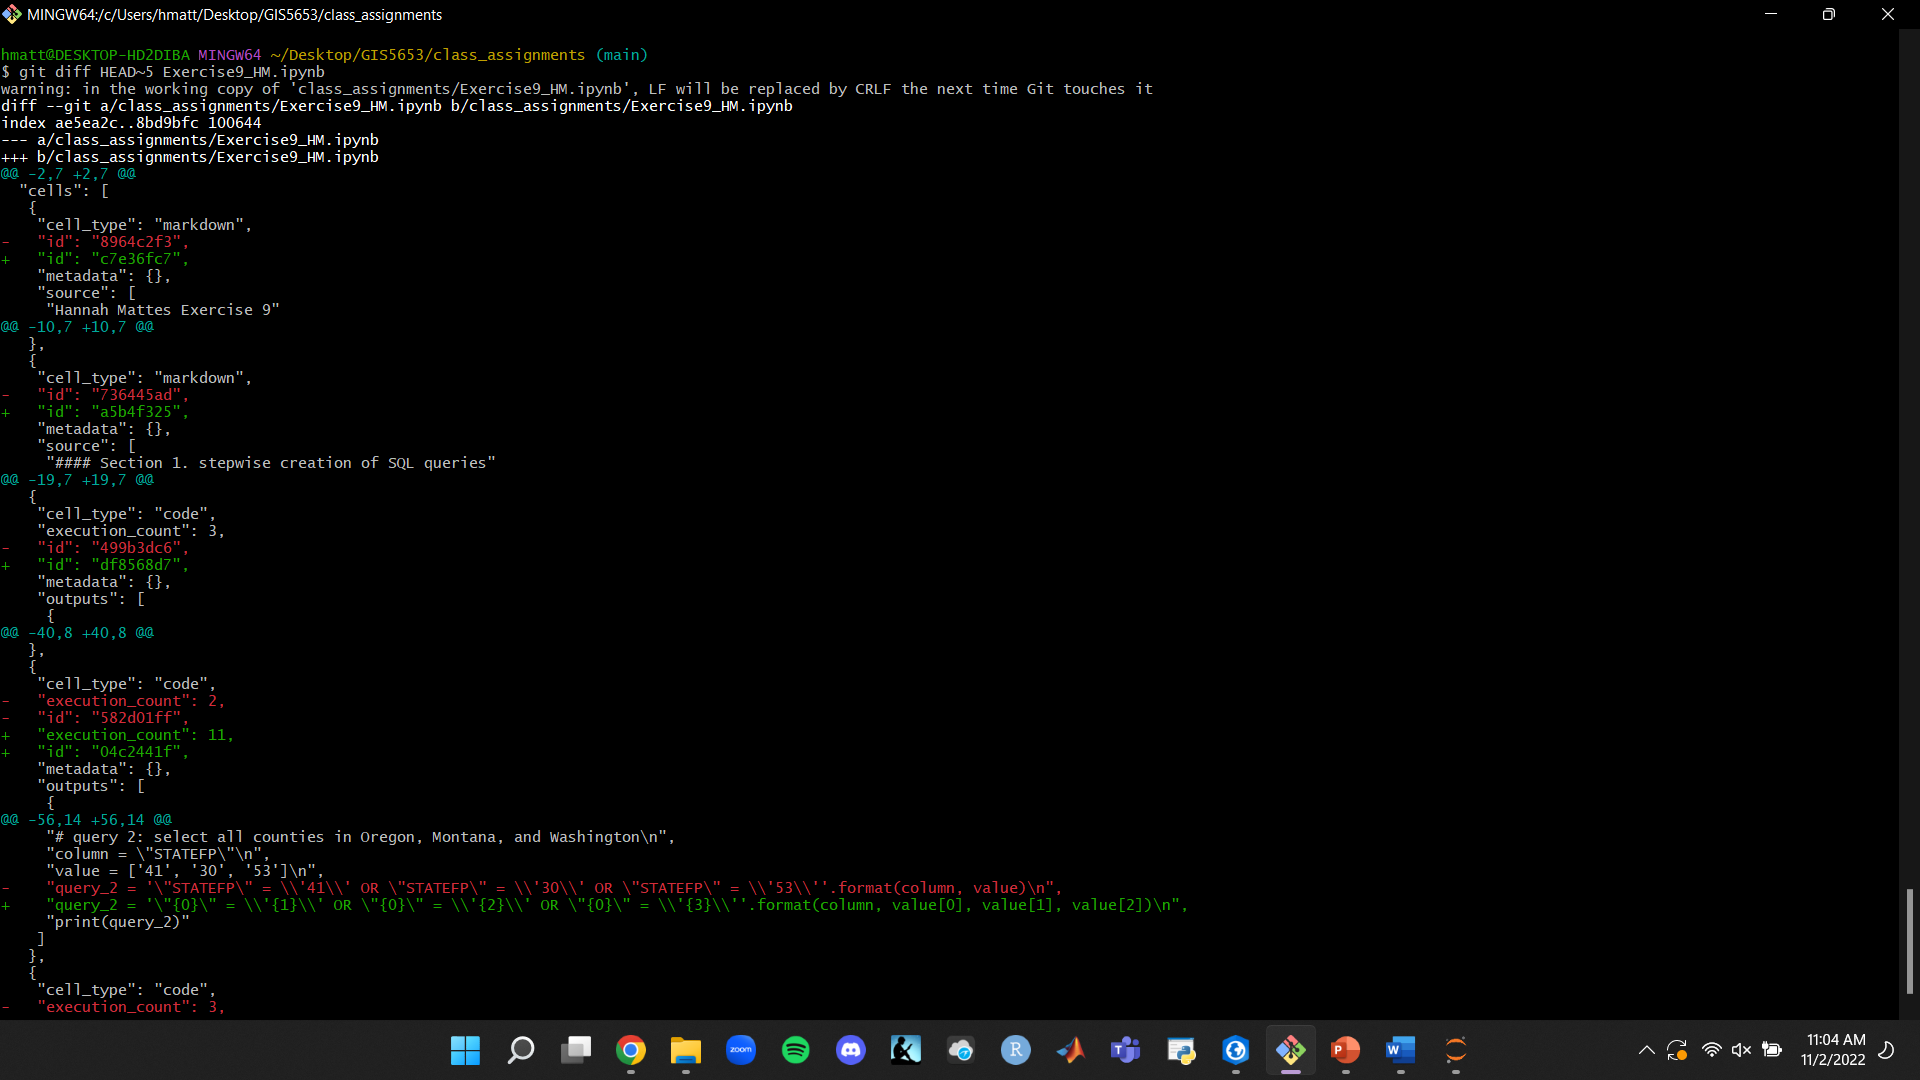 MINGW64:/c/Users/hmatt/Desktop/GIS5653/class_assignments
hmatt@DESKTOP-HD2DIBA MINGW64 ~/Desktop/GIS5653/class_assignments (main)
$ git diff HEAD~5 Exercise9_HM.ipynb
warning: in the working copy of 'class_assignments/Exercise9_HM.ipynb', LF will be replaced by CRLF the next time Git touches it
diff --git a/class_assignments/Exercise9_HM.ipynb b/class_assignments/Exercise9_HM.ipynb
index ae5ea2c..8bd9bfc 100644
--- a/class_assignments/Exercise9_HM.ipynb
+++ b/class_assignments/Exercise9_HM.ipynb
@@ -2,7 +2,7 @@
  "cells": [
   {
    "cell_type": "markdown",
-   "id": "8964c2f3",
+   "id": "c7e36fc7",
    "metadata": {},
    "source": [
     "Hannah Mattes Exercise 9"
@@ -10,7 +10,7 @@
   },
   {
    "cell_type": "markdown",
-   "id": "736445ad",
+   "id": "a5b4f325",
    "metadata": {},
    "source": [
     "#### Section 1. stepwise creation of SQL queries"
@@ -19,7 +19,7 @@
   {
    "cell_type": "code",
    "execution_count": 3,
-   "id": "499b3dc6",
+   "id": "df8568d7",
    "metadata": {},
    "outputs": [
     {
@@ -40,8 +40,8 @@
   },
   {
    "cell_type": "code",
-   "execution_count": 2,
-   "id": "582d01ff",
+   "execution_count": 11,
+   "id": "04c2441f",
    "metadata": {},
    "outputs": [
     {
@@ -56,14 +56,14 @@
     "# query 2: select all counties in Oregon, Montana, and Washington\n",
     "column = \"STATEFP\"\n",
     "value = ['41', '30', '53']\n",
-    "query_2 = '\"STATEFP\" = \\'41\\' OR \"STATEFP\" = \\'30\\' OR \"STATEFP\" = \\'53\\''.format(column, value)\n",
+    "query_2 = '\"{0}\" = \\'{1}\\' OR \"{0}\" = \\'{2}\\' OR \"{0}\" = \\'{3}\\''.format(column, value[0], value[1], value[2])\n",
     "print(query_2)"
    ]
   },
   {
    "cell_type": "code",
-   "execution_count": 3,
zoom
R
T
P
W
11:04 AM
11/2/2022